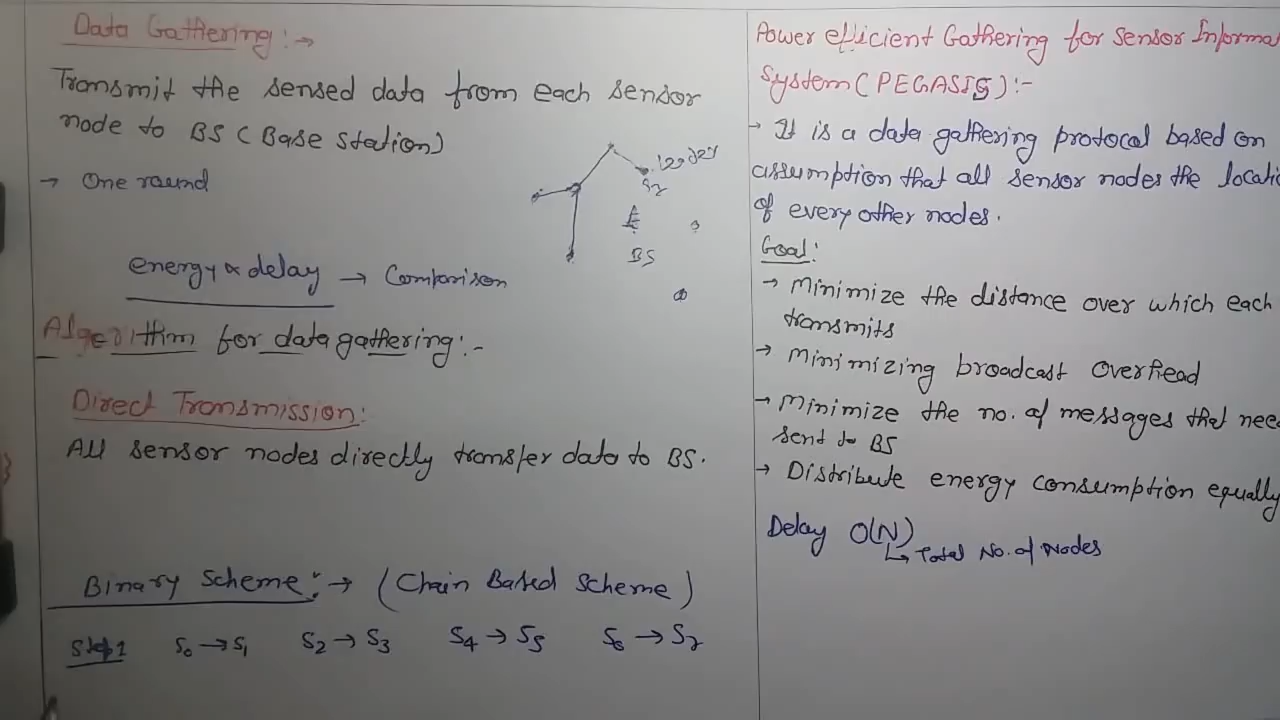 Data Gathering :→
Transmit the sensed data from each sensor
node to BS (Base station)
→ One round
S2
BS
energy × delay → Comparison
Algorithm for data gathering:-
Direct Transmission:
All sensor nodes directly transfer data to BS.
Binary Scheme:→ (Chain Based Scheme)
Step1 S0→S1 S2→S3 S4→S5 S6→S7
Power efficient Gathering for Sensor Informa
System (PEGASIS):-
→ It is a data gathering protocal based on
assumption that all sensor nodes the locati
of every other nodes.
Goal:
→ Minimize the distance over which each
transmits
→ Minimizing broadcast overhead
→ Minimize the no. of messages that nee
sent to BS
→ Distribute energy consumption equally
Delay O(N)
↳ Total No. of Nodes